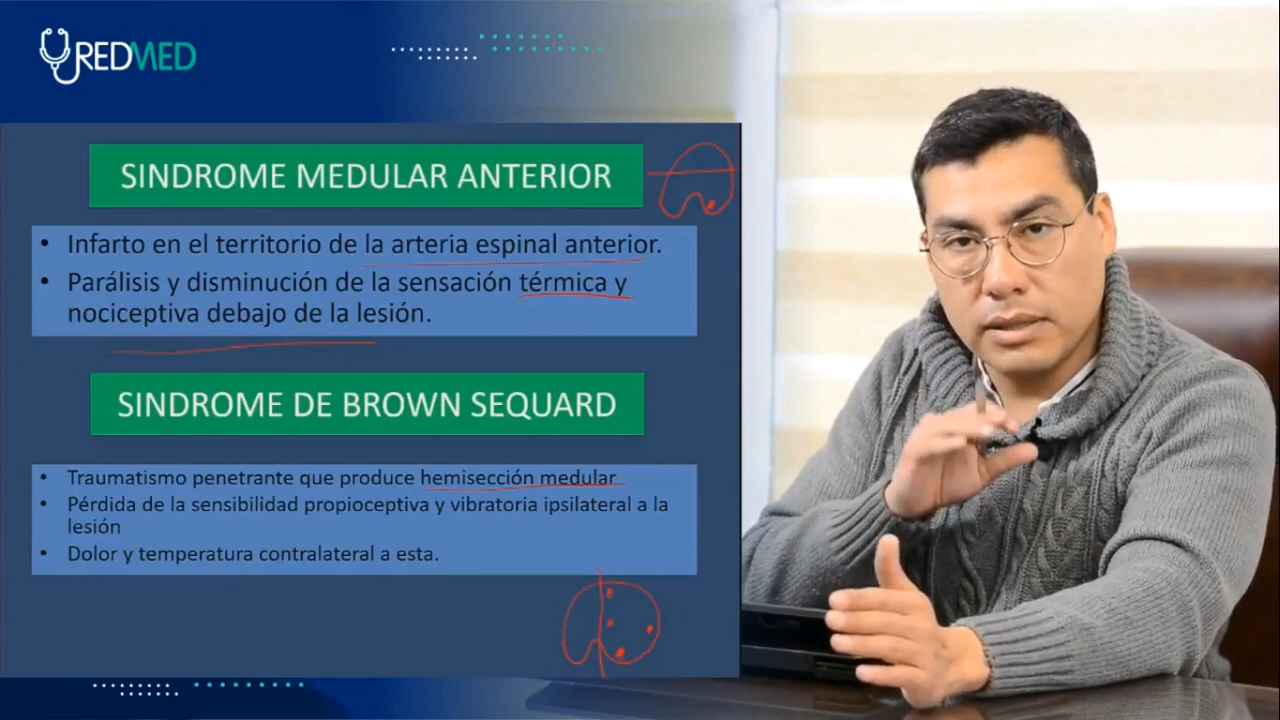 REDMED
SINDROME MEDULAR ANTERIOR
• Infarto en el territorio de la arteria espinal anterior.
• Parálisis y disminución de la sensación térmica y
nociceptiva debajo de la lesión.
SINDROME DE BROWN SEQUARD
• Traumatismo penetrante que produce hemisección medular
• Pérdida de la sensibilidad propioceptiva y vibratoria ipsilateral a la
lesión
• Dolor y temperatura contralateral a esta.